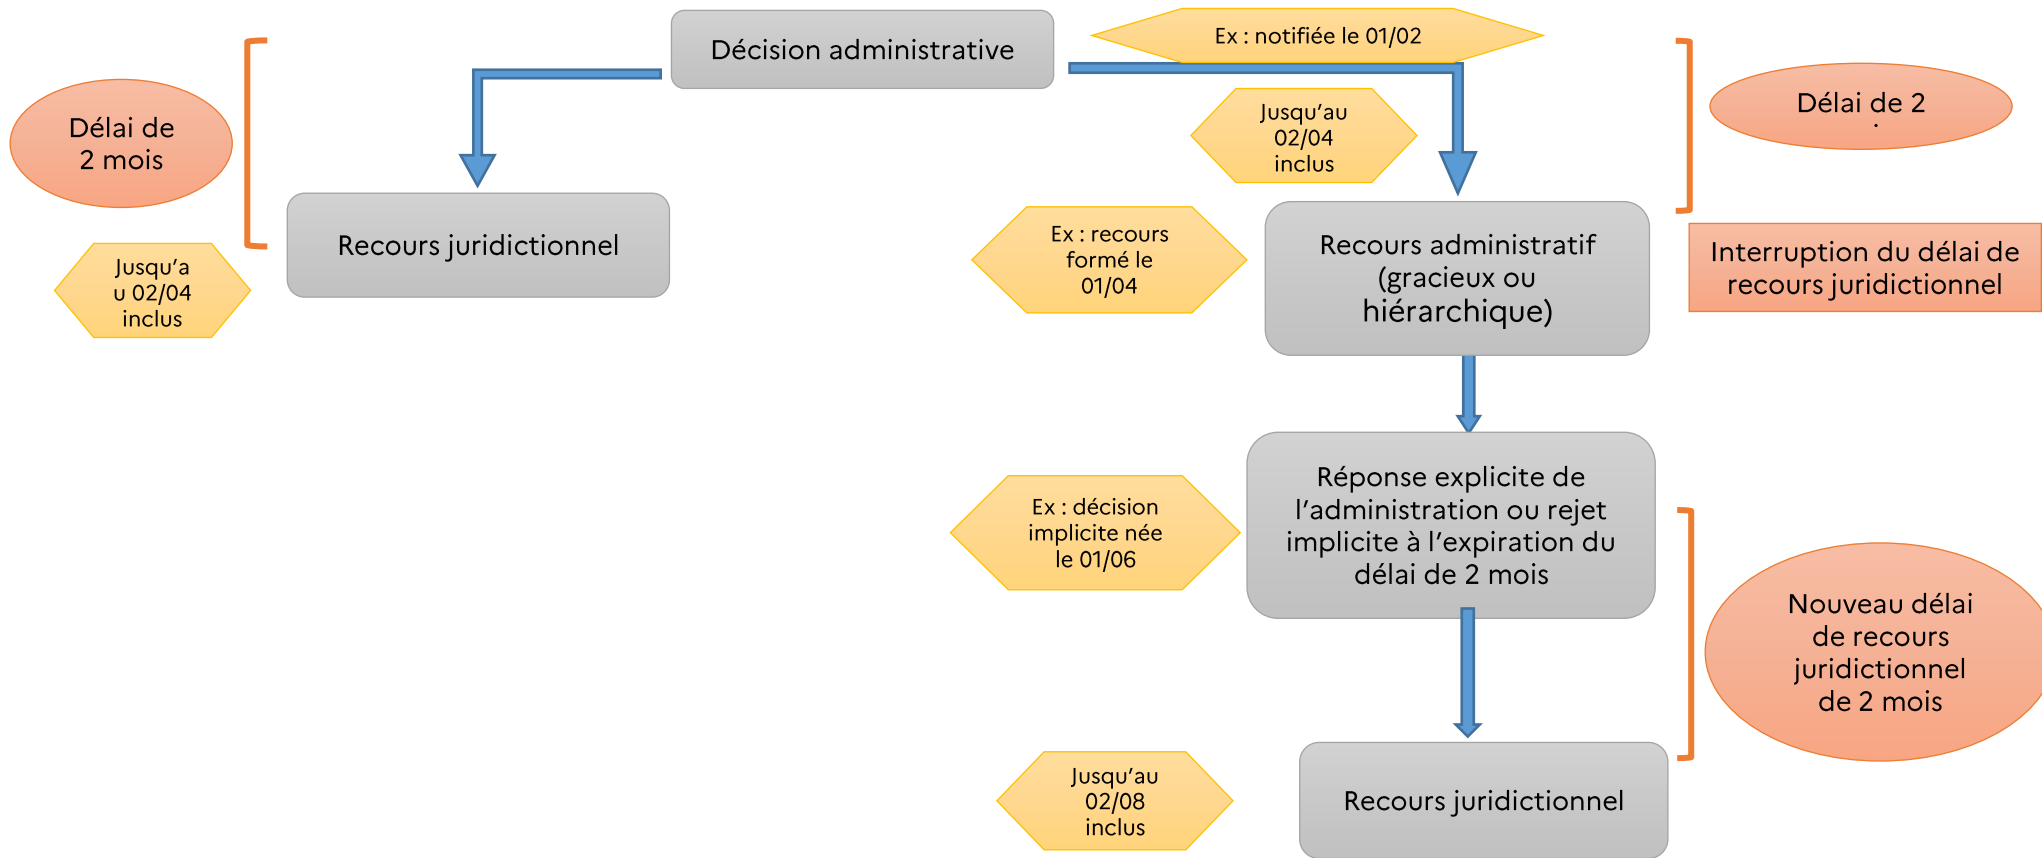 Décision administrative
Ex : notifiée le 01/02
Délai de
2 mois
Jusqu'au
02/04
inclus
Délai de 2
Recours juridictionnel
Jusqu'a
u 02/04
inclus
Ex : recours
formé le
01/04
Recours administratif
(gracieux ou
hiérarchique)
Interruption du délai de
recours juridictionnel
Ex : décision
implicite née
le 01/06
Réponse explicite de
l'administration ou rejet
implicite à l'expiration du
délai de 2 mois
Nouveau délai
de recours
juridictionnel
de 2 mois
Jusqu'au
02/08
inclus
Recours juridictionnel